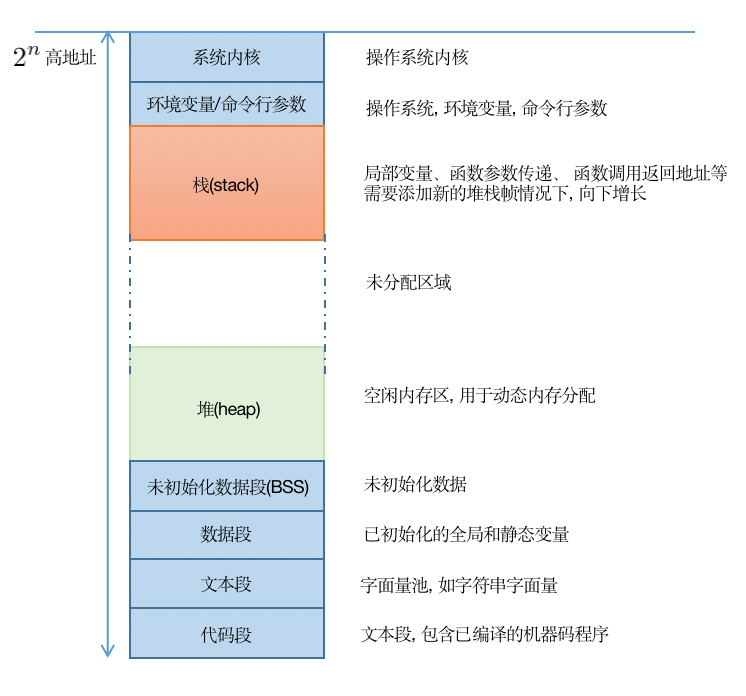 2ⁿ 高地址
系统内核
操作系统内核
环境变量/命令行参数
操作系统, 环境变量, 命令行参数
栈(stack)
局部变量、函数参数传递、 函数调用返回地址等
需要添加新的堆栈帧情况下, 向下增长
未分配区域
堆(heap)
空闲内存区, 用于动态内存分配
未初始化数据段(BSS)
未初始化数据
数据段
已初始化的全局和静态变量
文本段
字面量池, 如字符串字面量
代码段
文本段, 包含已编译的机器码程序